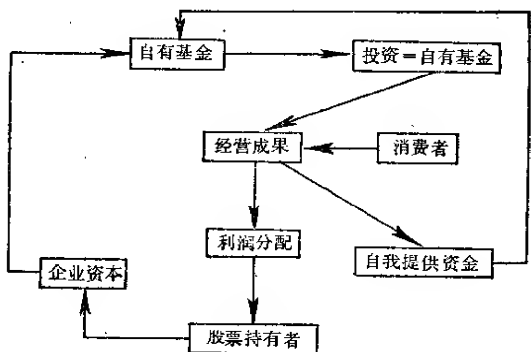 自有基金
投资=自有基金
经营成果
消费者
利润分配
自我提供资金
企业资本
股票持有者